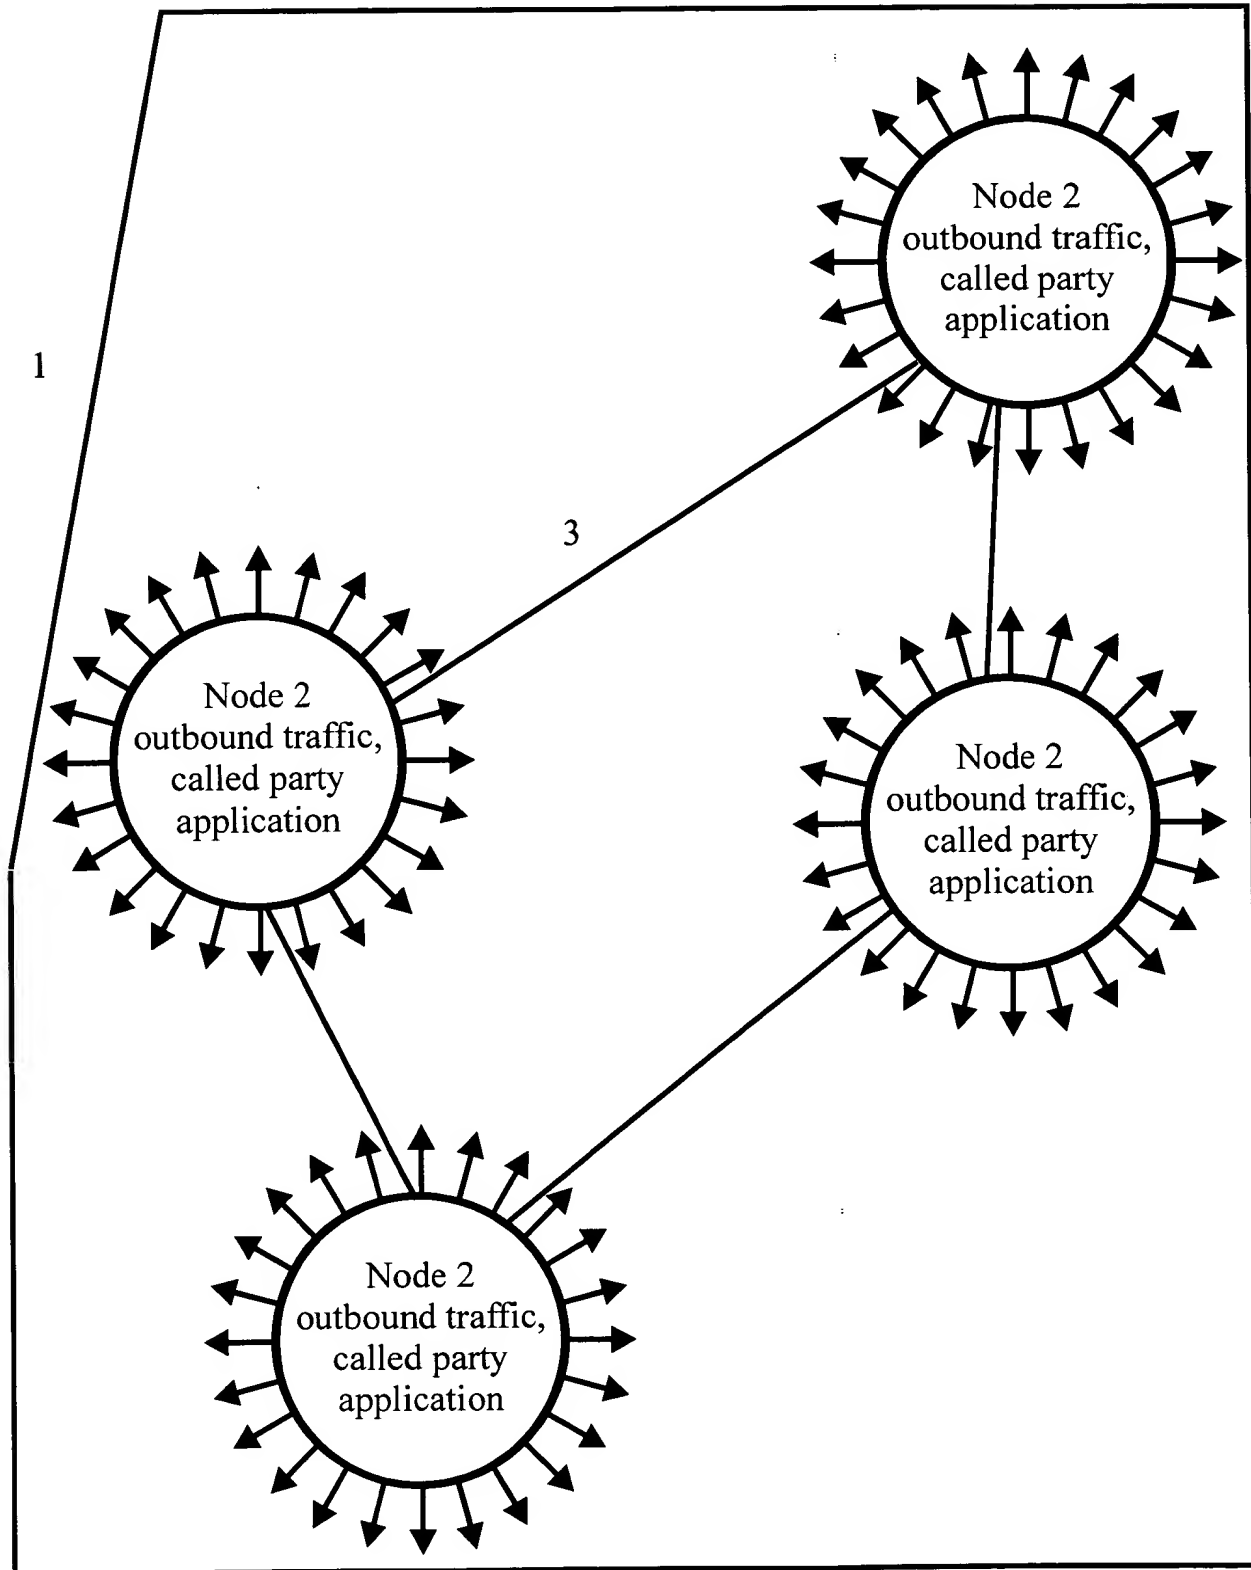 Node 2
outbound traffic,
called party
application
1
3
Node 2
outbound traffic,
called party
application
Node 2
outbound traffic,
called party
application
Node 2
outbound traffic,
called party
application